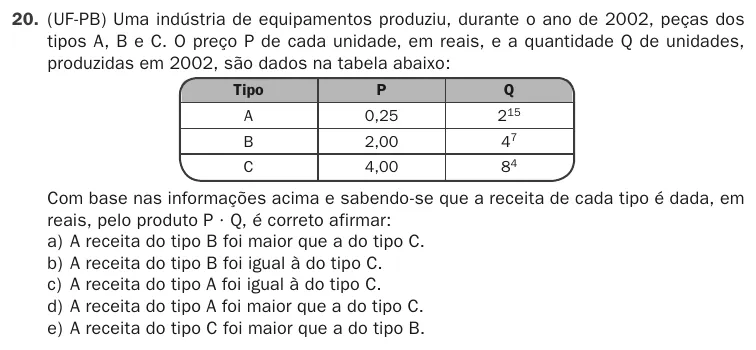 20. (UF-PB) Uma indústria de equipamentos produziu, durante o ano de 2002, peças dos
tipos A, B e C. O preço P de cada unidade, em reais, e a quantidade Q de unidades,
produzidas em 2002, são dados na tabela abaixo:
Tipo P Q
A 0,25 2¹⁵
B 2,00 4⁷
C 4,00 8⁴
Com base nas informações acima e sabendo-se que a receita de cada tipo é dada, em
reais, pelo produto P · Q, é correto afirmar:
a) A receita do tipo B foi maior que a do tipo C.
b) A receita do tipo B foi igual à do tipo C.
c) A receita do tipo A foi igual à do tipo C.
d) A receita do tipo A foi maior que a do tipo C.
e) A receita do tipo C foi maior que a do tipo B.